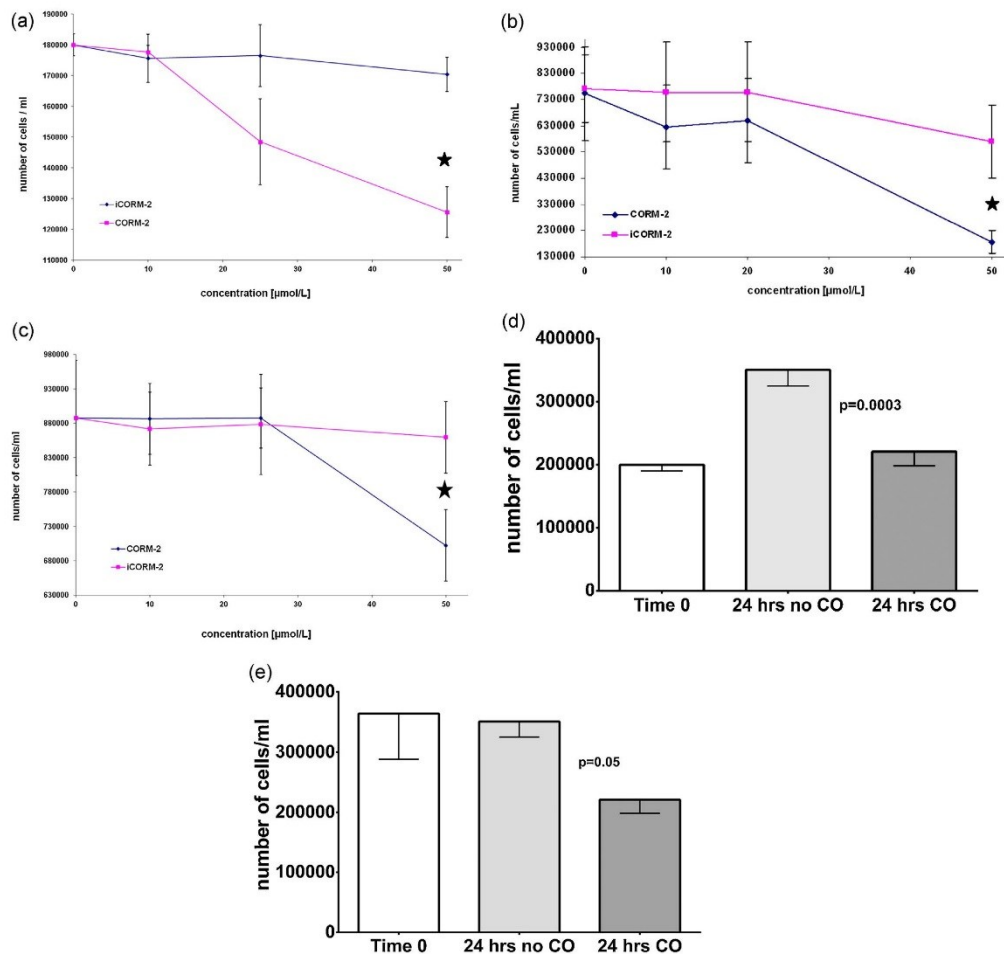 (a)
190000
180000
170000
160000
150000
140000
130000
120000
110000
number of cells / ml
iCORM-2
CORM-2
0 10 20 30 40 50
concentration [µmol/L]
(b)
930000
830000
730000
630000
530000
430000
330000
230000
130000
number of cells/mL
CORM-2
iCORM-2
0 10 20 30 40 50
concentration [µmol/L]
(c)
980000
930000
880000
830000
780000
730000
680000
630000
number of cells/ml
CORM-2
iCORM-2
0 10 20 30 40 50
concentration [µmol/L]
(d)
400000
300000
200000
100000
0
number of cells/ml
p=0.0003
Time 0 24 hrs no CO 24 hrs CO
(e)
400000
300000
200000
100000
0
number of cells/ml
p=0.05
Time 0 24 hrs no CO 24 hrs CO